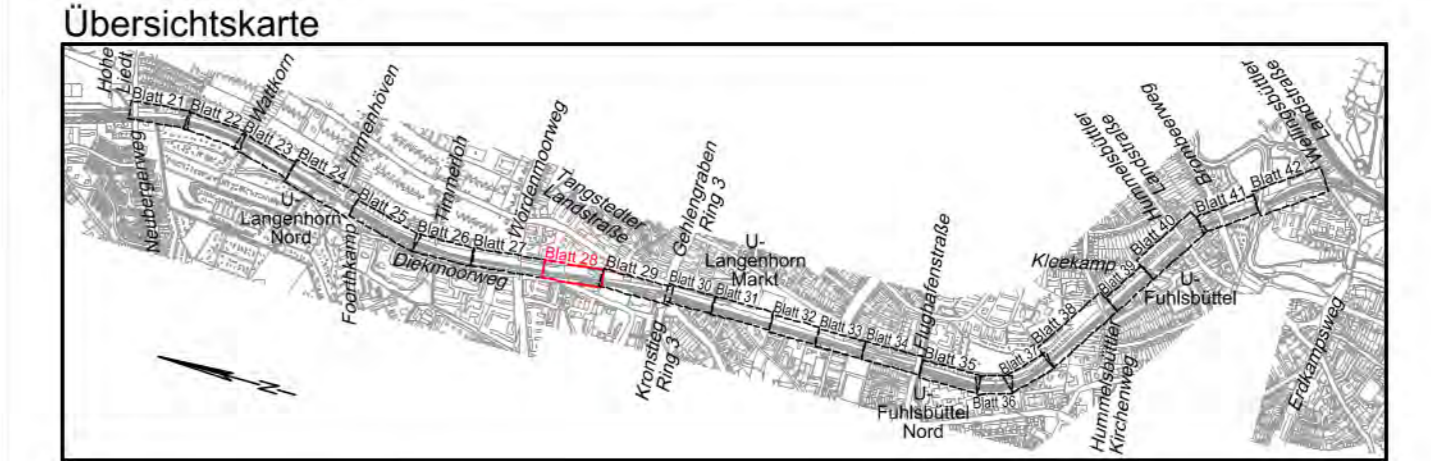 Übersichtskarte
Hohe
Liedt
Blatt 21
Blatt 22
Wattkorn
Blatt 23
Blatt 24
Immenhöven
Neubergerweg
U-
Langenhorn
Nord
Foorthkamp
Blatt 25
Timmerloh
Blatt 26
Blatt 27
Diekmoorweg
Wördenmoorweg
Tangstedter
Landstraße
Blatt 28
Blatt 29
Gehlengraben
Ring 3
Kronstieg
Ring 3
Blatt 30
Blatt 31
U-
Langenhorn
Markt
Blatt 32
Blatt 33
Blatt 34
Flughafenstraße
Blatt 35
U-
Fuhlsbüttel
Nord
Blatt 36
Blatt 37
Blatt 38
Kleekamp
Blatt 39
Blatt 40
Hummelsbüttler
Landstraße
Brombeerweg
Hummelsbüttler
Kirchenweg
U-
Fuhlsbüttel
Blatt 41
Blatt 42
Wellingsbüttler
Landstraße
Erdkampsweg
N